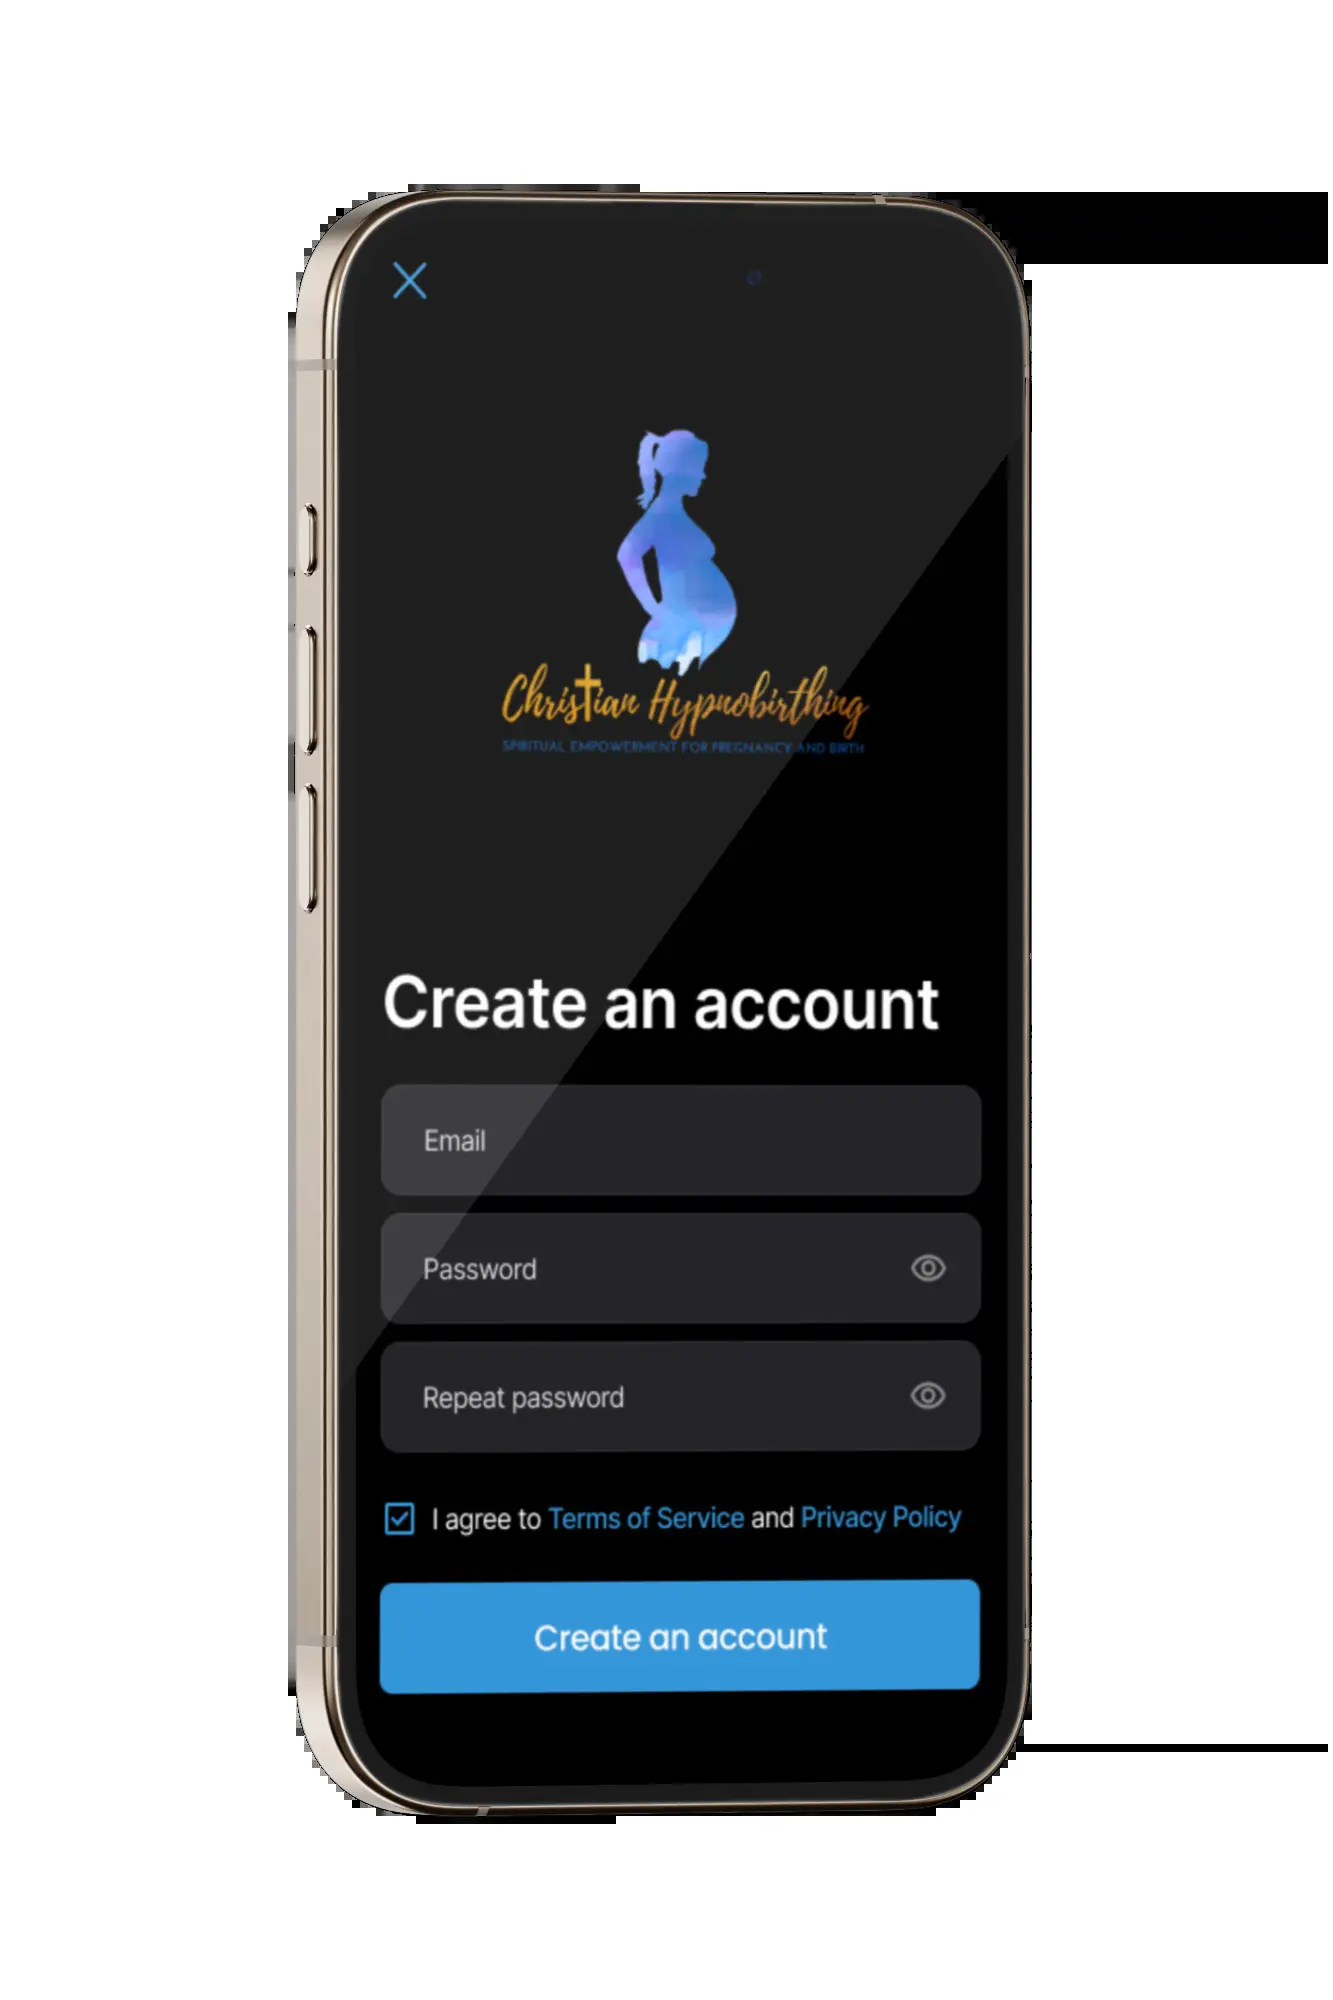 Christian Hypnobirthing
SPIRITUAL EMPOWERMENT FOR PREGNANCY AND BIRTH
Create an account
Email
Password
Repeat password
I agree to Terms of Service and Privacy Policy
Create an account